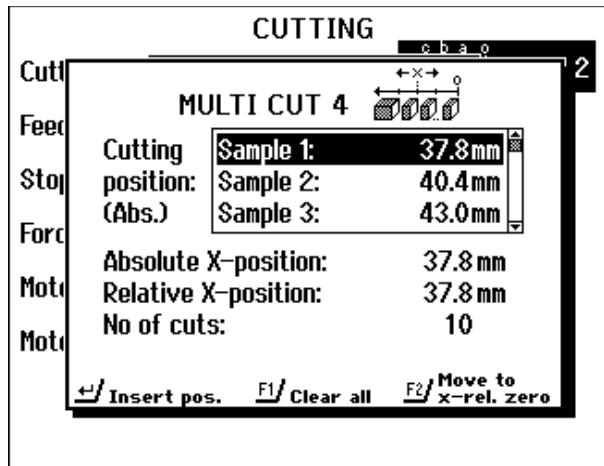 CUTTING
c b a o
Cutt
2
MULTI CUT 4
x
o
Feed
Cutting
position:
(Abs.)
Sample 1: 37.8mm
Sample 2: 40.4mm
Sample 3: 43.0mm
Stop
Forc
Absolute X-position: 37.8 mm
Relative X-position: 37.8 mm
No of cuts: 10
Moto
Moto
Insert pos.
F1 Clear all
F2 Move to
x-rel. zero